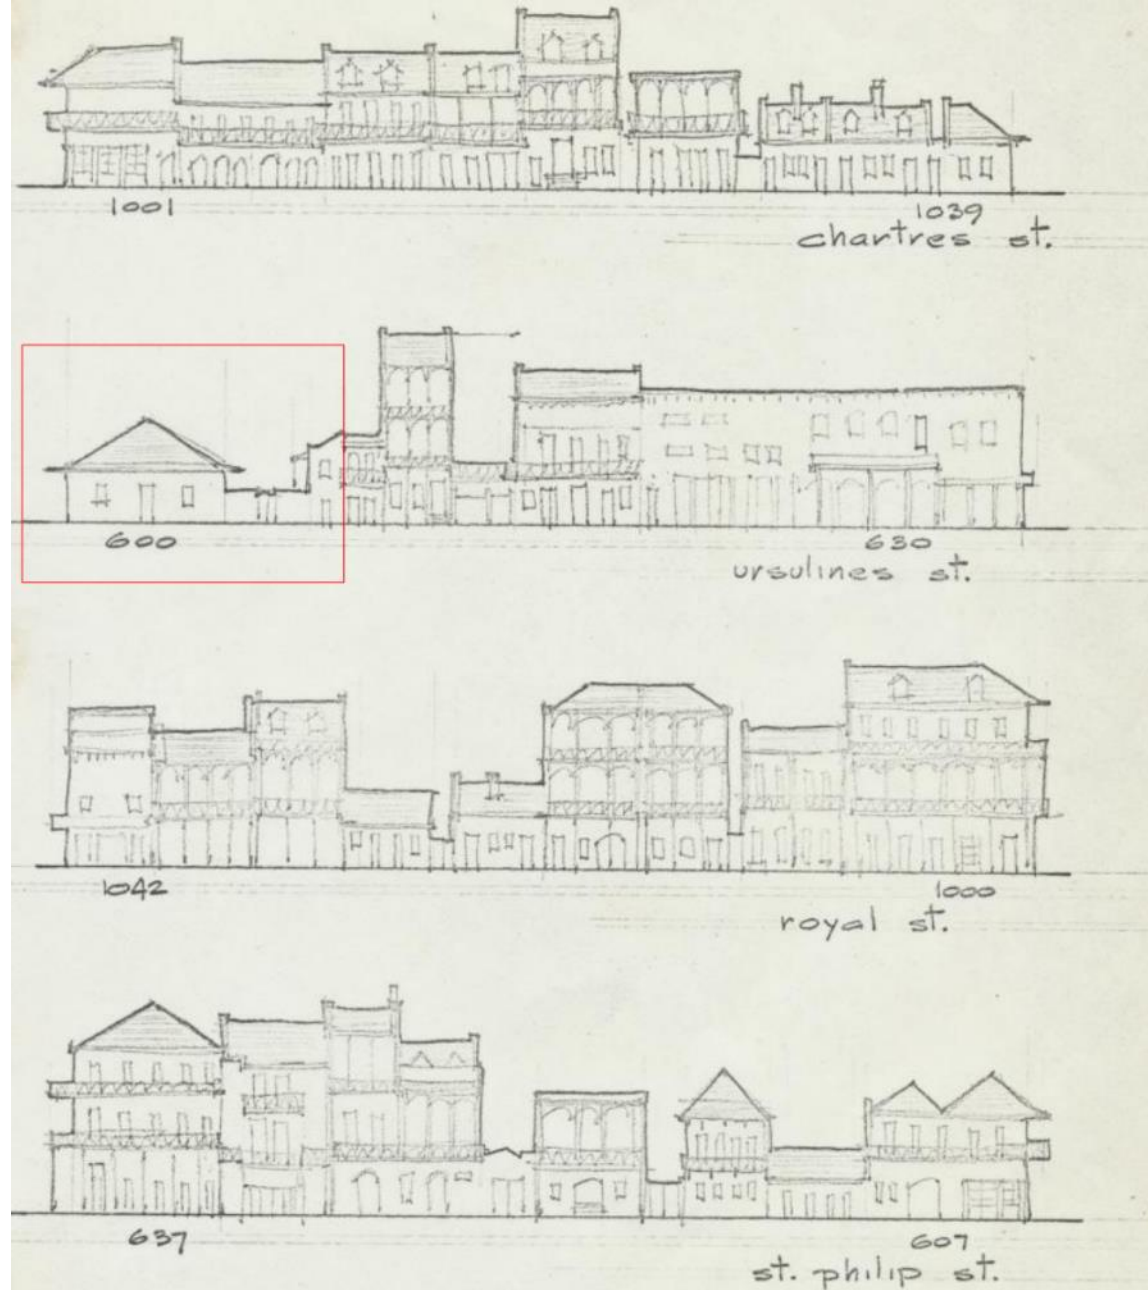 1001 1039
chartres st.
600 630
ursulines st.
1042 1000
royal st.
637 607
st. philip st.